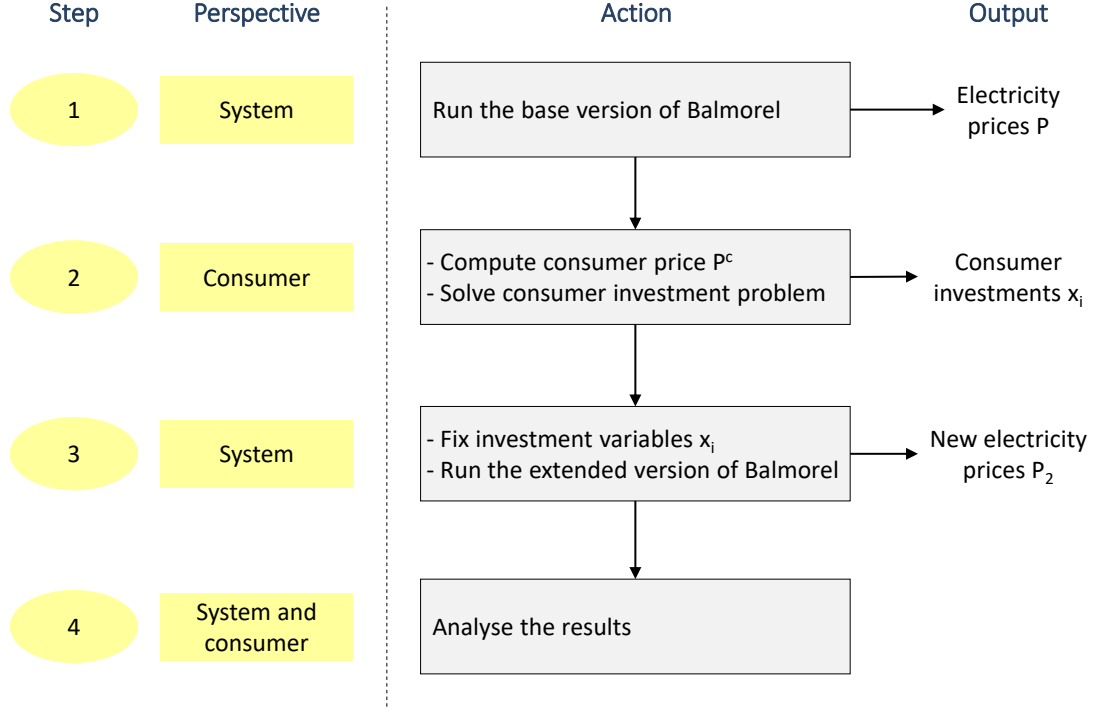 Step
Perspective
Action
Output
1
System
Run the base version of Balmorel
Electricity
prices P
2
Consumer
- Compute consumer price Pᶜ
- Solve consumer investment problem
Consumer
investments xᵢ
3
System
- Fix investment variables xᵢ
- Run the extended version of Balmorel
New electricity
prices P₂
4
System and
consumer
Analyse the results